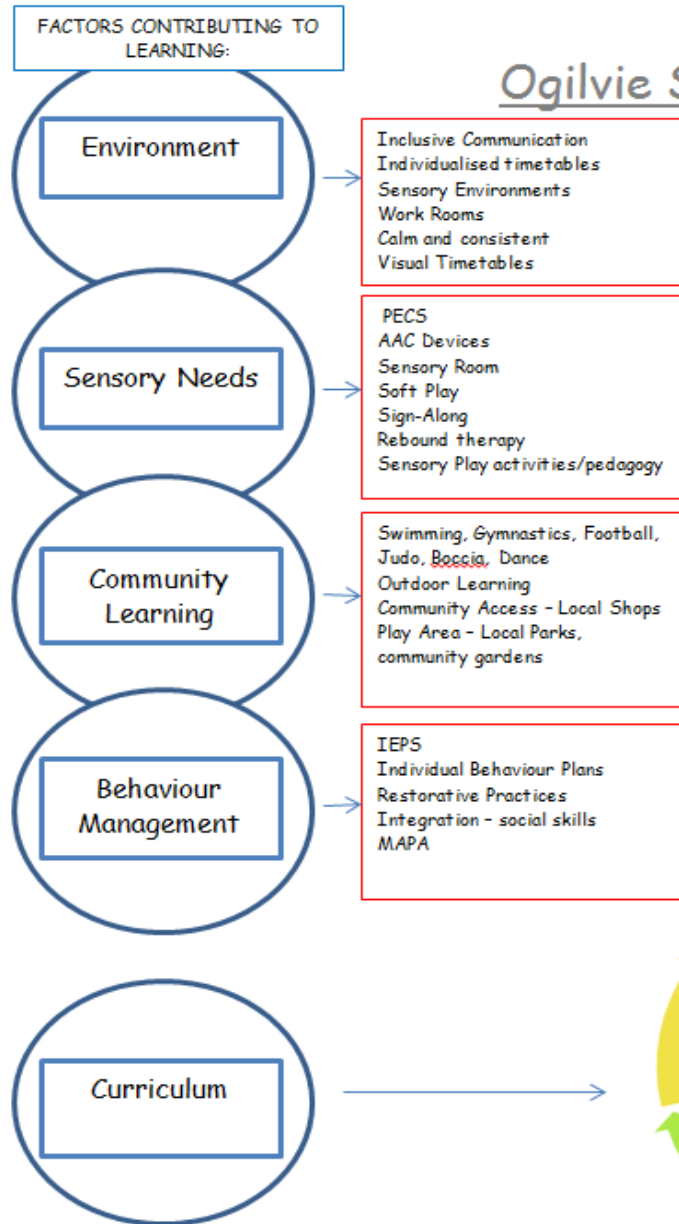 FACTORS CONTRIBUTING TO
LEARNING:
Ogilvie S
Environment
Inclusive Communication
Individualised timetables
Sensory Environments
Work Rooms
Calm and consistent
Visual Timetables
Sensory Needs
PECS
AAC Devices
Sensory Room
Soft Play
Sign-Along
Rebound therapy
Sensory Play activities/pedagogy
Community
Learning
Swimming, Gymnastics, Football,
Judo, Boccia, Dance
Outdoor Learning
Community Access – Local Shops
Play Area – Local Parks,
community gardens
Behaviour
Management
IEPS
Individual Behaviour Plans
Restorative Practices
Integration – social skills
MAPA
Curriculum